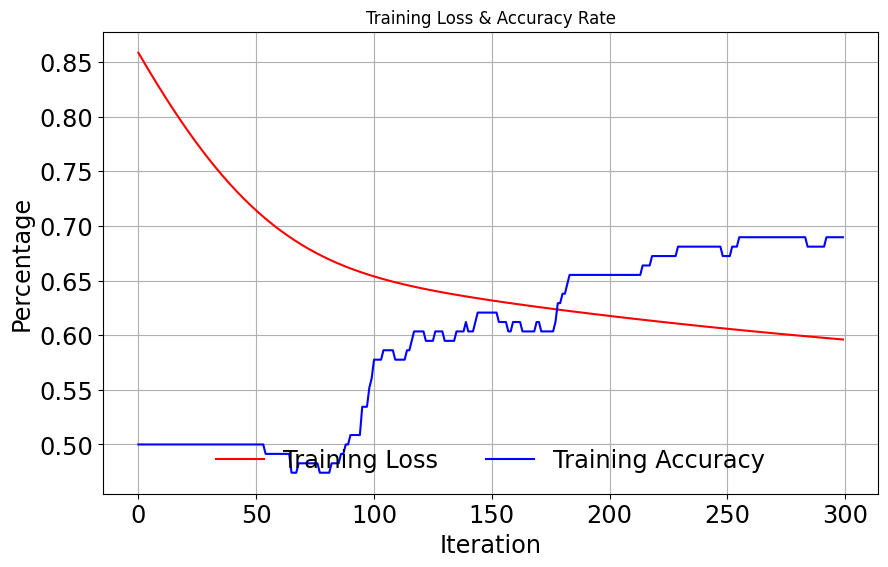 Training Loss & Accuracy Rate
Percentage
0.85
0.80
0.75
0.70
0.65
0.60
0.55
0.50
Training Loss Training Accuracy
0 50 100 150 200 250 300
Iteration